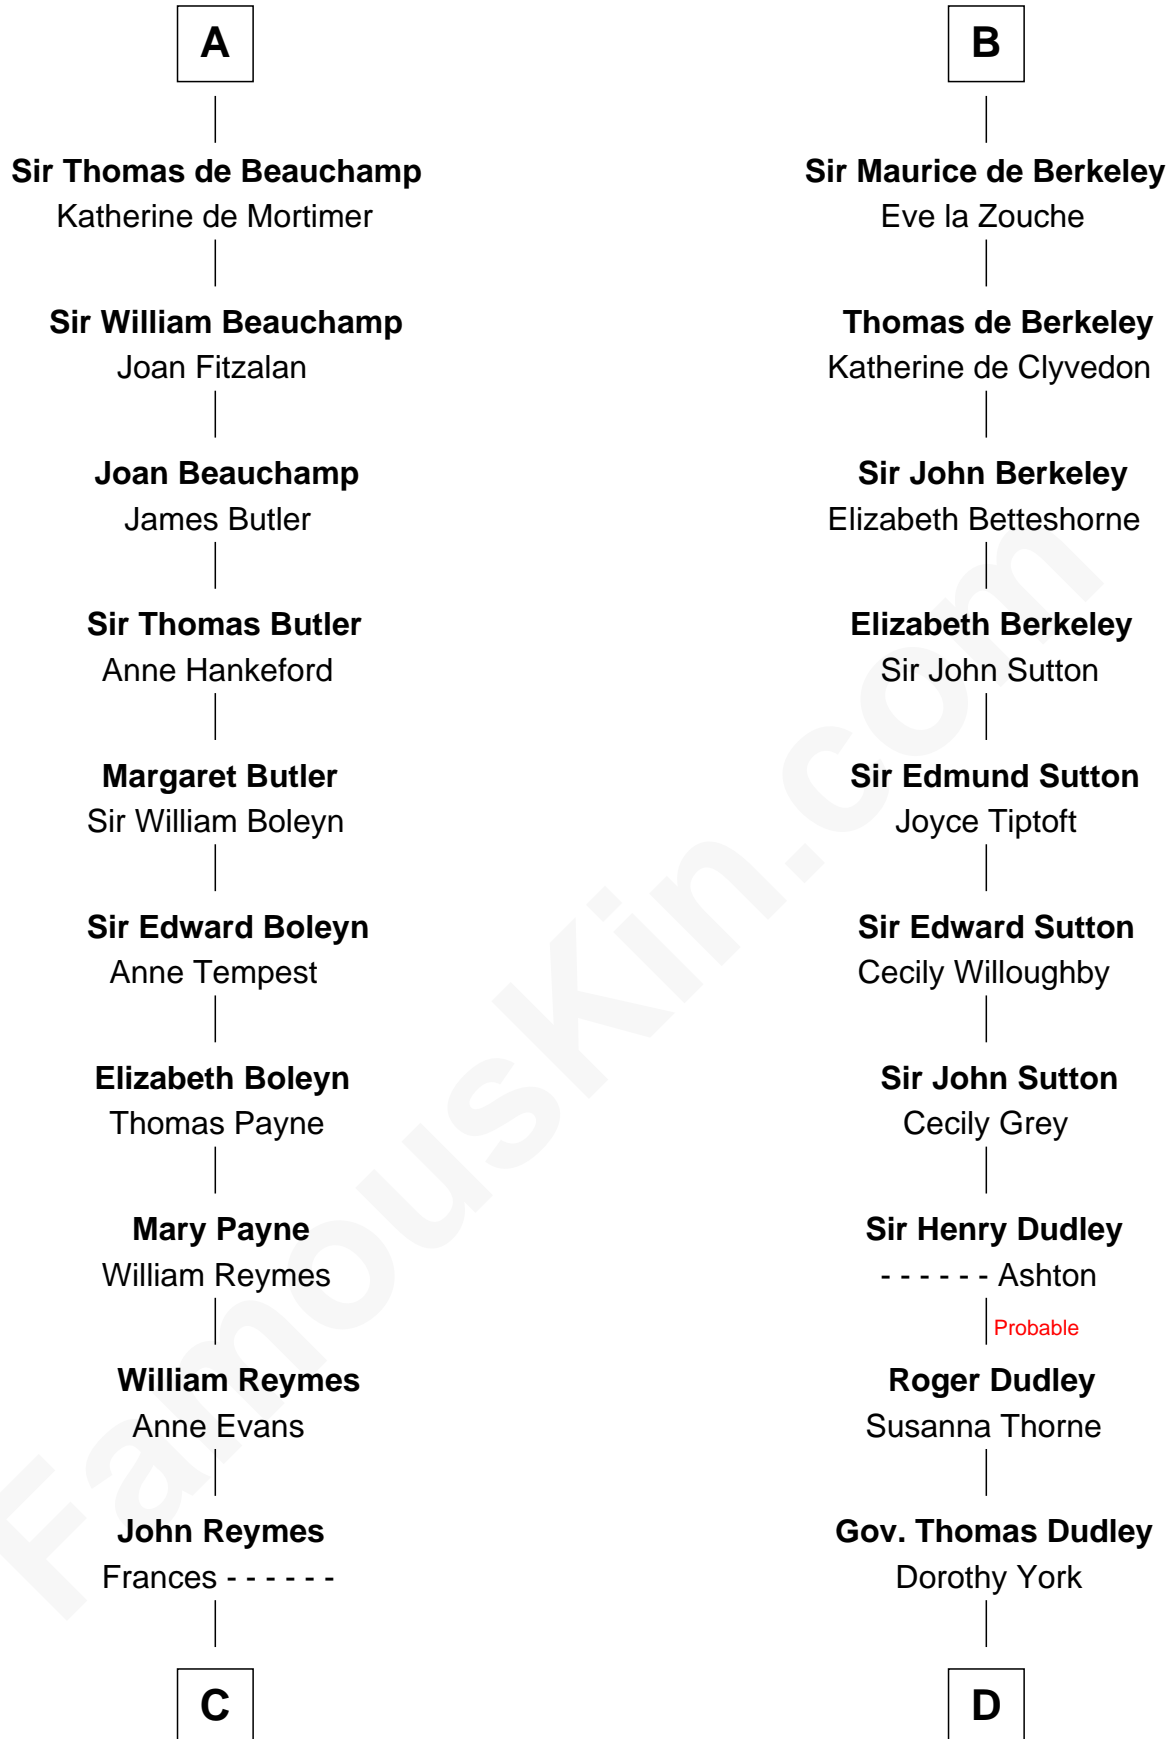 A
Sir Thomas de Beauchamp
Katherine de Mortimer
Sir William Beauchamp
Joan Fitzalan
Joan Beauchamp
James Butler
Sir Thomas Butler
Anne Hankeford
Margaret Butler
Sir William Boleyn
Sir Edward Boleyn
Anne Tempest
Elizabeth Boleyn
Thomas Payne
Mary Payne
William Reymes
William Reymes
Anne Evans
John Reymes
Frances - - - - - -
C
B
Sir Maurice de Berkeley
Eve la Zouche
Thomas de Berkeley
Katherine de Clyvedon
Sir John Berkeley
Elizabeth Betteshorne
Elizabeth Berkeley
Sir John Sutton
Sir Edmund Sutton
Joyce Tiptoft
Sir Edward Sutton
Cecily Willoughby
Sir John Sutton
Cecily Grey
Sir Henry Dudley
- - - - - - Ashton
Probable
Roger Dudley
Susanna Thorne
Gov. Thomas Dudley
Dorothy York
D
FamousKin.com